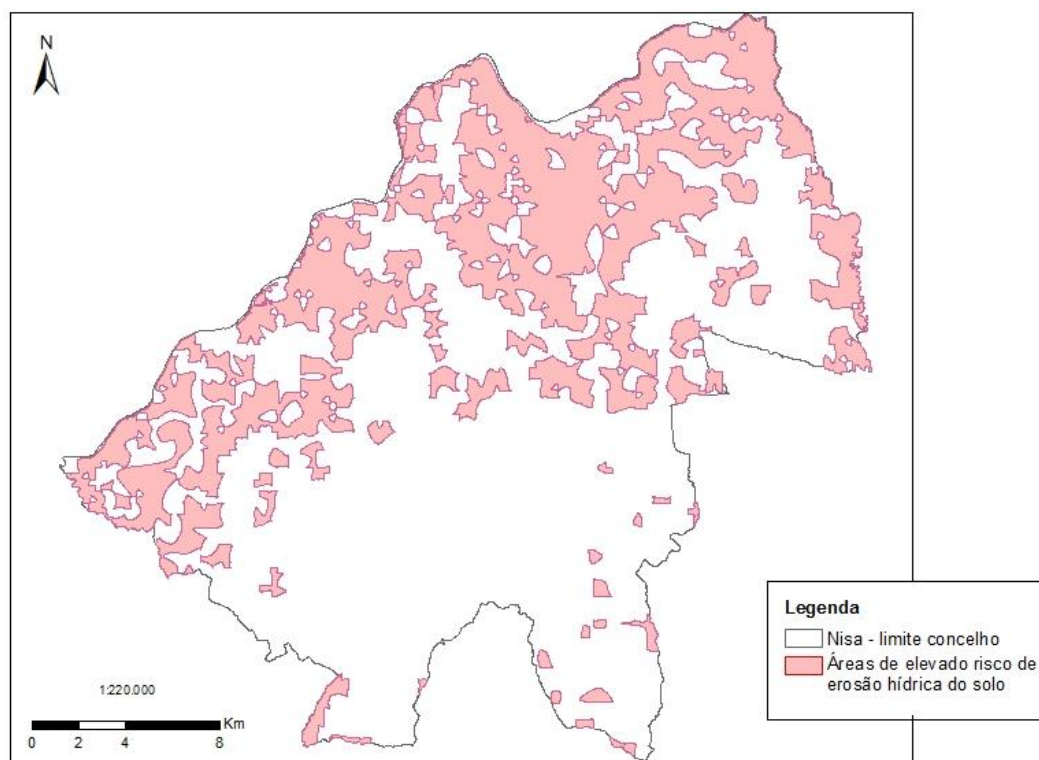 N
Legenda
Nisa - limite concelho
Áreas de elevado risco de
erosão hídrica do solo
1:220.000
Km
0 2 4 8